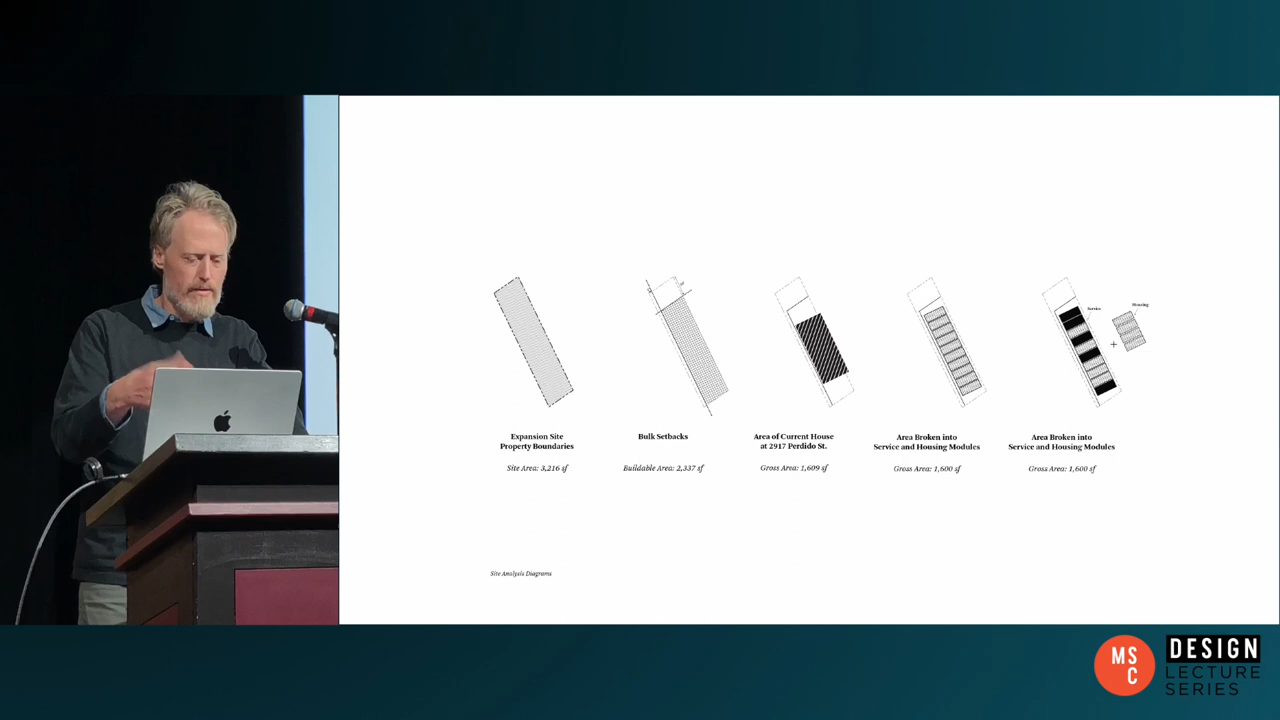 Service
Housing
Expansion Site
Property Boundaries
Site Area: 3,216 sf
Bulk Setbacks
Buildable Area: 2,337 sf
Area of Current House
at 2917 Perdido St.
Gross Area: 1,609 sf
Area Broken into
Service and Housing Modules
Gross Area: 1,600 sf
Area Broken into
Service and Housing Modules
Gross Area: 1,600 sf
Site Analysis Diagrams
MS
C
DESIGN
LECTURE
SERIES